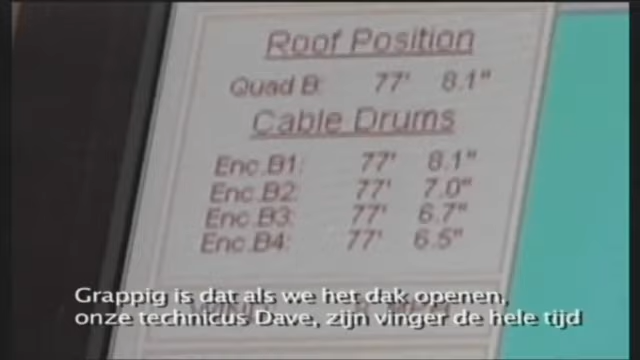 Roof Position
Quad B: 77' 8.1"
Cable Drums
Enc.B1: 77' 8.1"
Enc.B2: 77' 7.0"
Enc.B3: 77' 6.7"
Enc.B4: 77' 6.5"
Grappig is dat als we het dak openen,
onze technicus Dave, zijn vinger de hele tijd